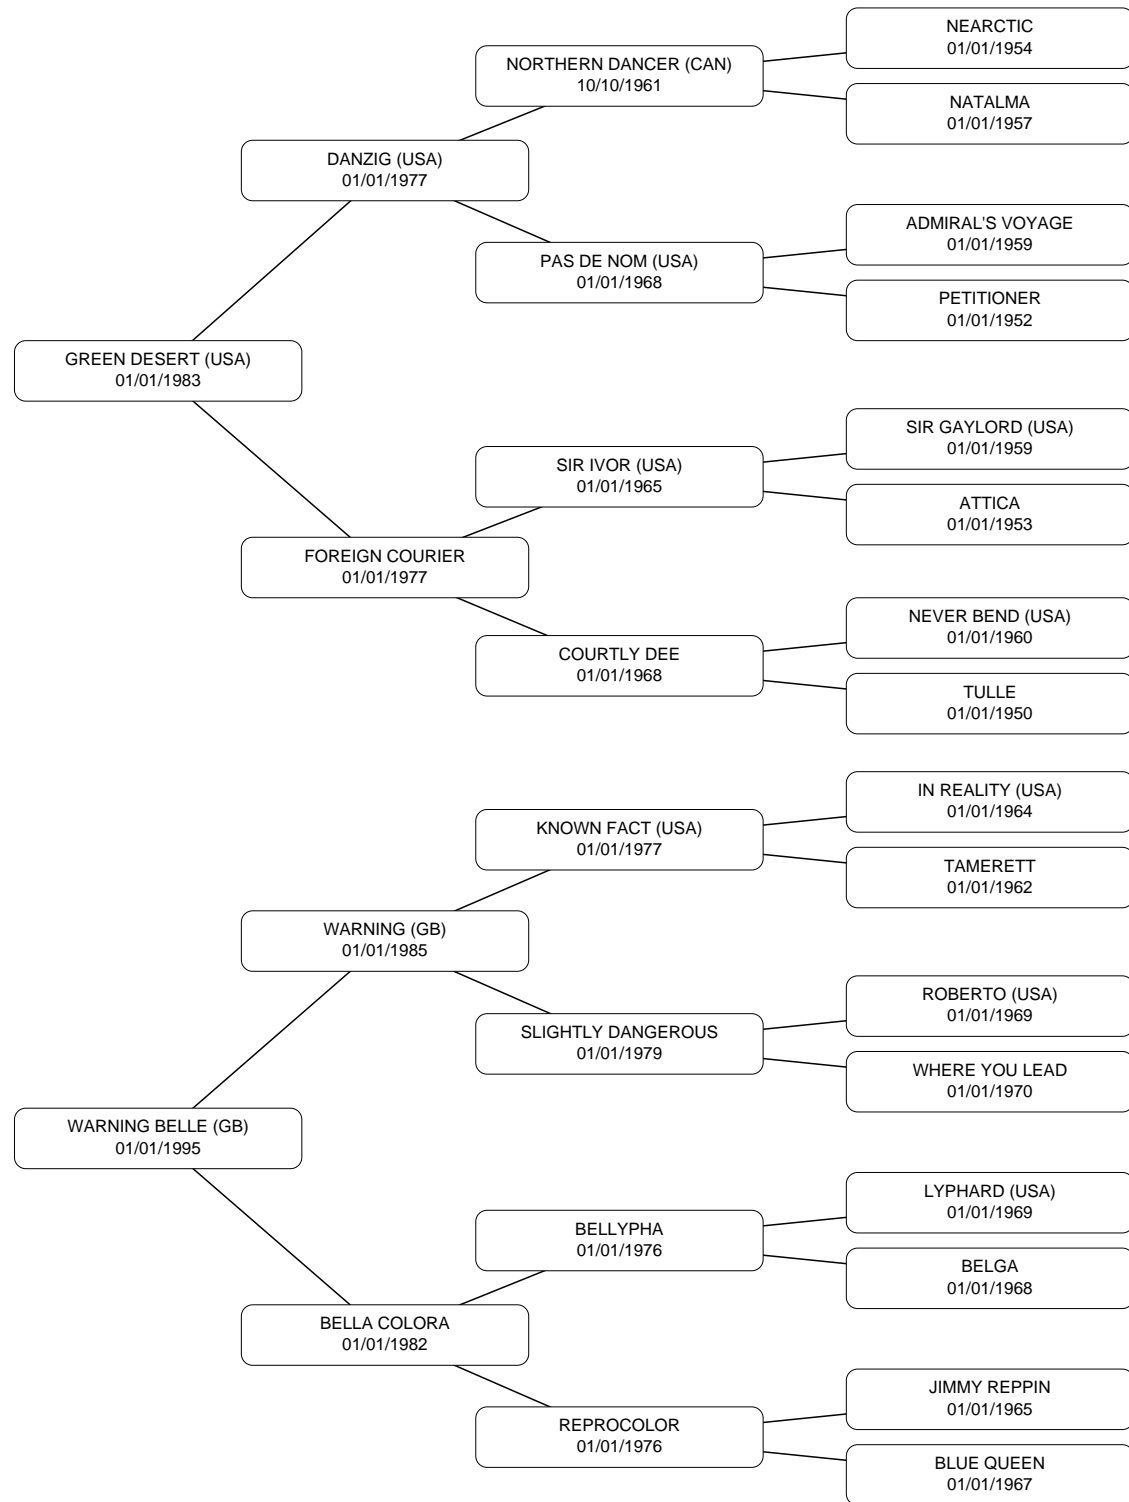 NEARCTIC
01/01/1954
NORTHERN DANCER (CAN)
10/10/1961
NATALMA
01/01/1957
DANZIG (USA)
01/01/1977
ADMIRAL'S VOYAGE
01/01/1959
PAS DE NOM (USA)
01/01/1968
PETITIONER
01/01/1952
GREEN DESERT (USA)
01/01/1983
SIR GAYLORD (USA)
01/01/1959
SIR IVOR (USA)
01/01/1965
ATTICA
01/01/1953
FOREIGN COURIER
01/01/1977
NEVER BEND (USA)
01/01/1960
COURTLY DEE
01/01/1968
TULLE
01/01/1950
IN REALITY (USA)
01/01/1964
KNOWN FACT (USA)
01/01/1977
TAMERETT
01/01/1962
WARNING (GB)
01/01/1985
ROBERTO (USA)
01/01/1969
SLIGHTLY DANGEROUS
01/01/1979
WHERE YOU LEAD
01/01/1970
WARNING BELLE (GB)
01/01/1995
LYPHARD (USA)
01/01/1969
BELLYPHA
01/01/1976
BELGA
01/01/1968
BELLA COLORA
01/01/1982
JIMMY REPPIN
01/01/1965
REPROCOLOR
01/01/1976
BLUE QUEEN
01/01/1967